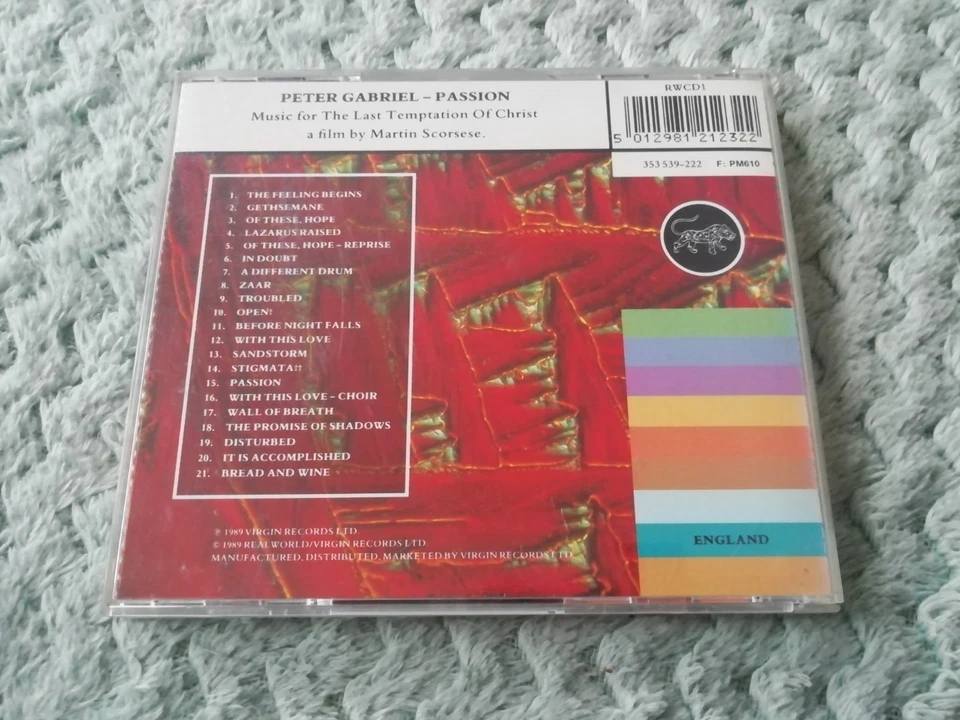 PETER GABRIEL – PASSION
Music for The Last Temptation Of Christ
a film by Martin Scorsese.
RWCD1
5 012981 212322
353 539-222 F: PM610
1. THE FEELING BEGINS
2. GETHSEMANE
3. OF THESE, HOPE
4. LAZARUS RAISED
5. OF THESE, HOPE – REPRISE
6. IN DOUBT
7. A DIFFERENT DRUM
8. ZAAR
9. TROUBLED
10. OPEN†
11. BEFORE NIGHT FALLS
12. WITH THIS LOVE
13. SANDSTORM
14. STIGMATA††
15. PASSION
16. WITH THIS LOVE – CHOIR
17. WALL OF BREATH
18. THE PROMISE OF SHADOWS
19. DISTURBED
20. IT IS ACCOMPLISHED
21. BREAD AND WINE
℗ 1989 VIRGIN RECORDS LTD.
© 1989 REAL WORLD/VIRGIN RECORDS LTD.
MANUFACTURED, DISTRIBUTED, MARKETED BY VIRGIN RECORDS LTD.
ENGLAND